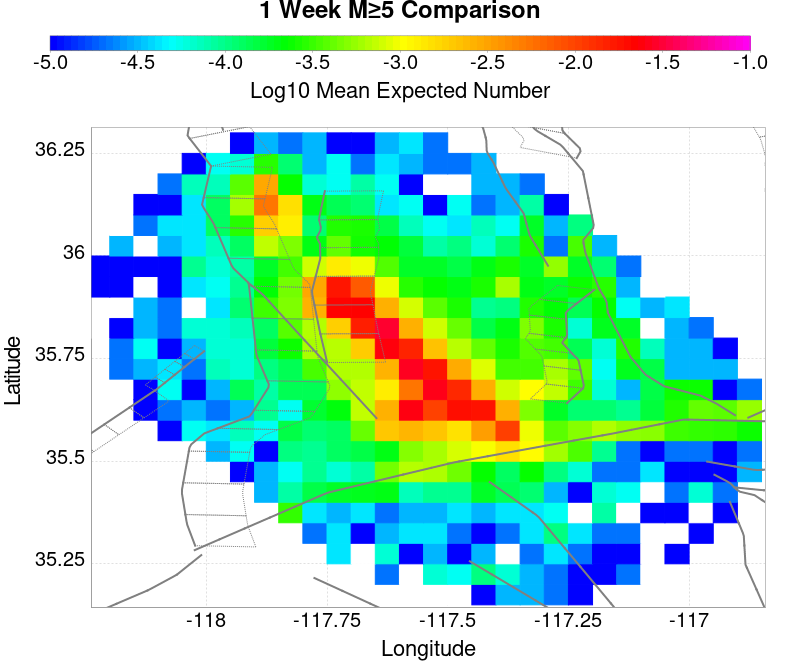 1 Week M≥5 Comparison
-5.0 -4.5 -4.0 -3.5 -3.0 -2.5 -2.0 -1.5 -1.0
Log10 Mean Expected Number
36.25
36
35.75
35.5
35.25
Latitude
-118 -117.75 -117.5 -117.25 -117
Longitude